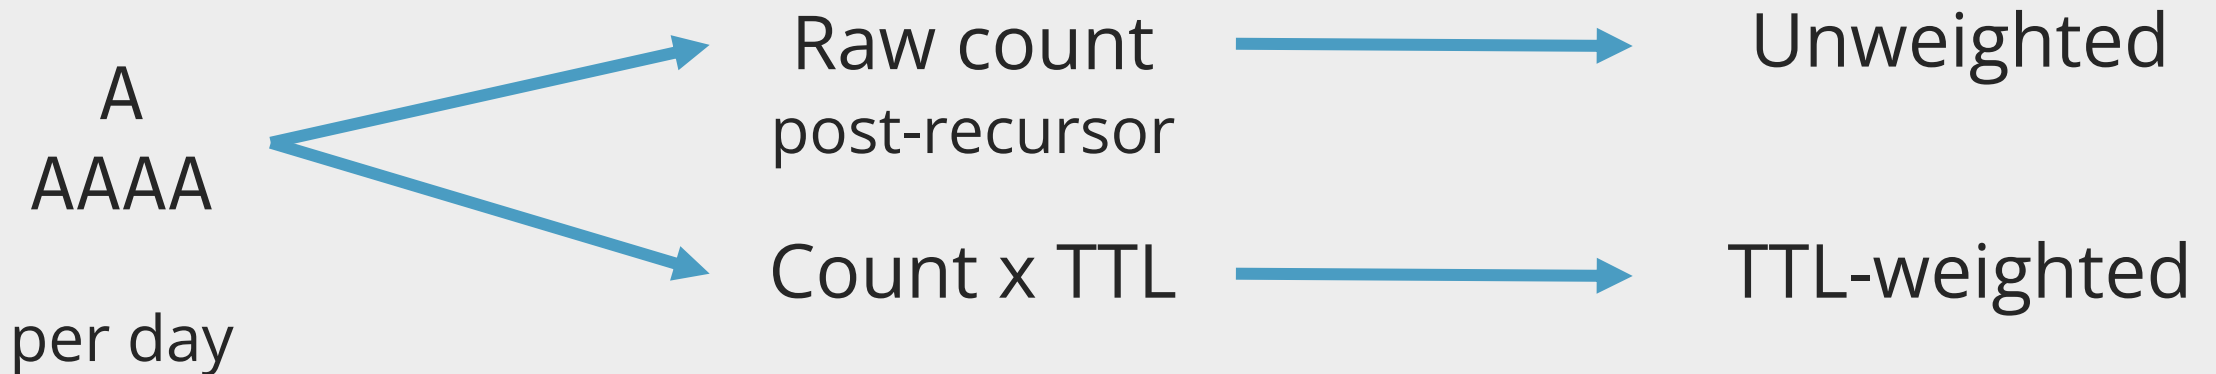 A
AAAA
per day
Raw count
post-recursor
Count x TTL
Unweighted
TTL-weighted